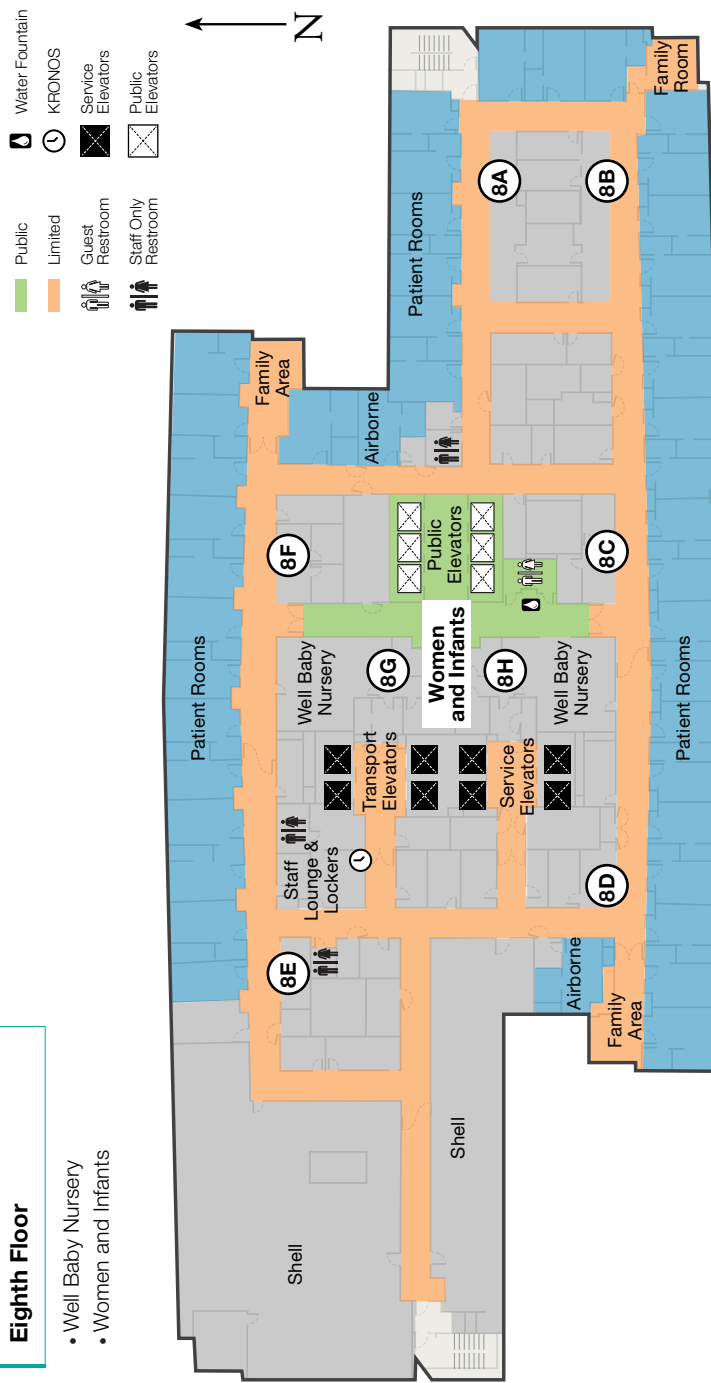 Eighth Floor
• Well Baby Nursery
• Women and Infants
Public
Limited
Guest
Restroom
Staff Only
Restroom
Water Fountain
KRONOS
Service
Elevators
Public
Elevators
N
Patient Rooms
Family
Area
Airborne
Patient Rooms
Family
Room
8A
8B
8F
Public
Elevators
8C
Women
and Infants
Well Baby
Nursery
8G
8H
Well Baby
Nursery
Transport
Elevators
Service
Elevators
Staff
Lounge &
Lockers
8E
8D
Airborne
Family
Area
Patient Rooms
Shell
Shell